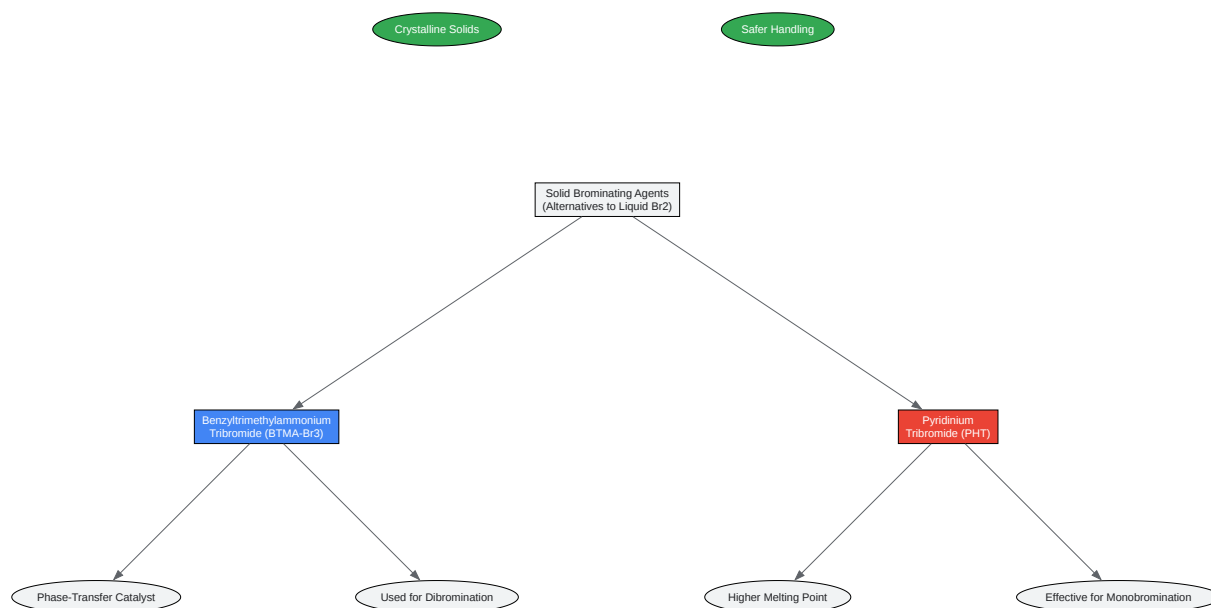 Crystalline Solids
Safer Handling
Solid Brominating Agents
(Alternatives to Liquid Br2)
Benzyltrimethylammonium
Tribromide (BTMA-Br3)
Pyridinium
Tribromide (PHT)
Phase-Transfer Catalyst
Used for Dibromination
Higher Melting Point
Effective for Monobromination